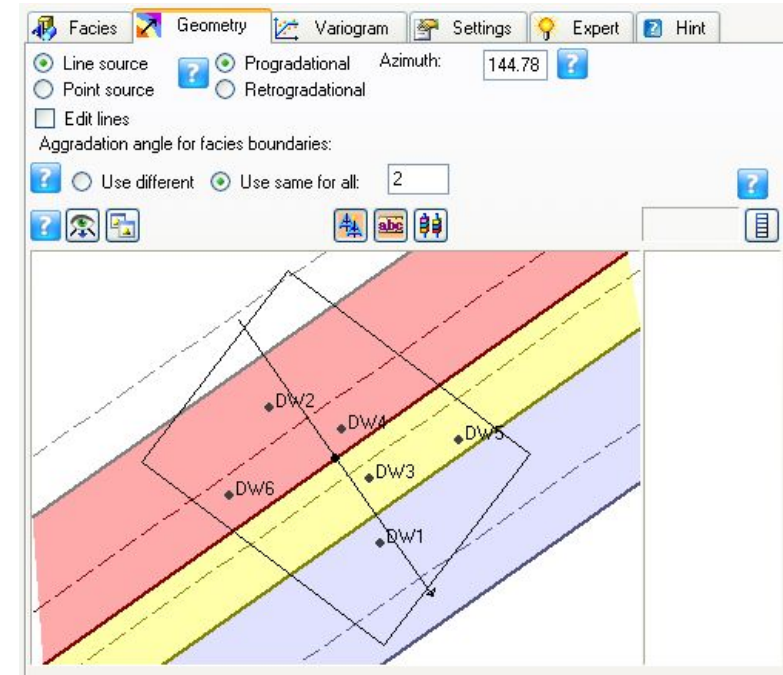 Facies Geometry Variogram Settings Expert ? Hint
Line source ? Progradational Azimuth: 144.78 ?
Point source Retrogradational
Edit lines
Aggradation angle for facies boundaries:
? Use different Use same for all: 2 ?
? abc
DW2
DW4
DW5
DW3
DW6
DW1